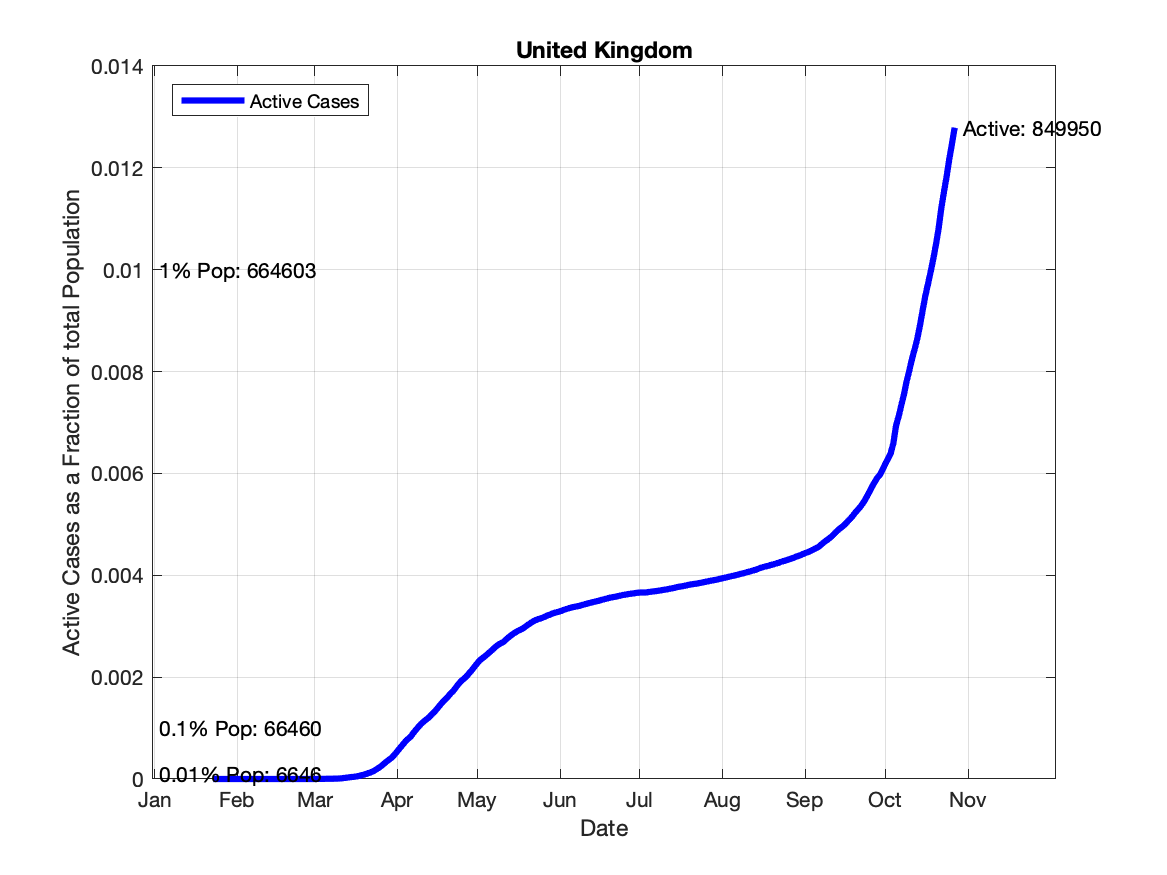 United Kingdom
0.014
Active Cases
Active: 849950
0.012
0.01
1% Pop: 664603
0.008
0.006
0.004
0.002
0.1% Pop: 66460
0
0.01% Pop: 6646
Active Cases as a Fraction of total Population
Jan Feb Mar Apr May Jun Jul Aug Sep Oct Nov
Date